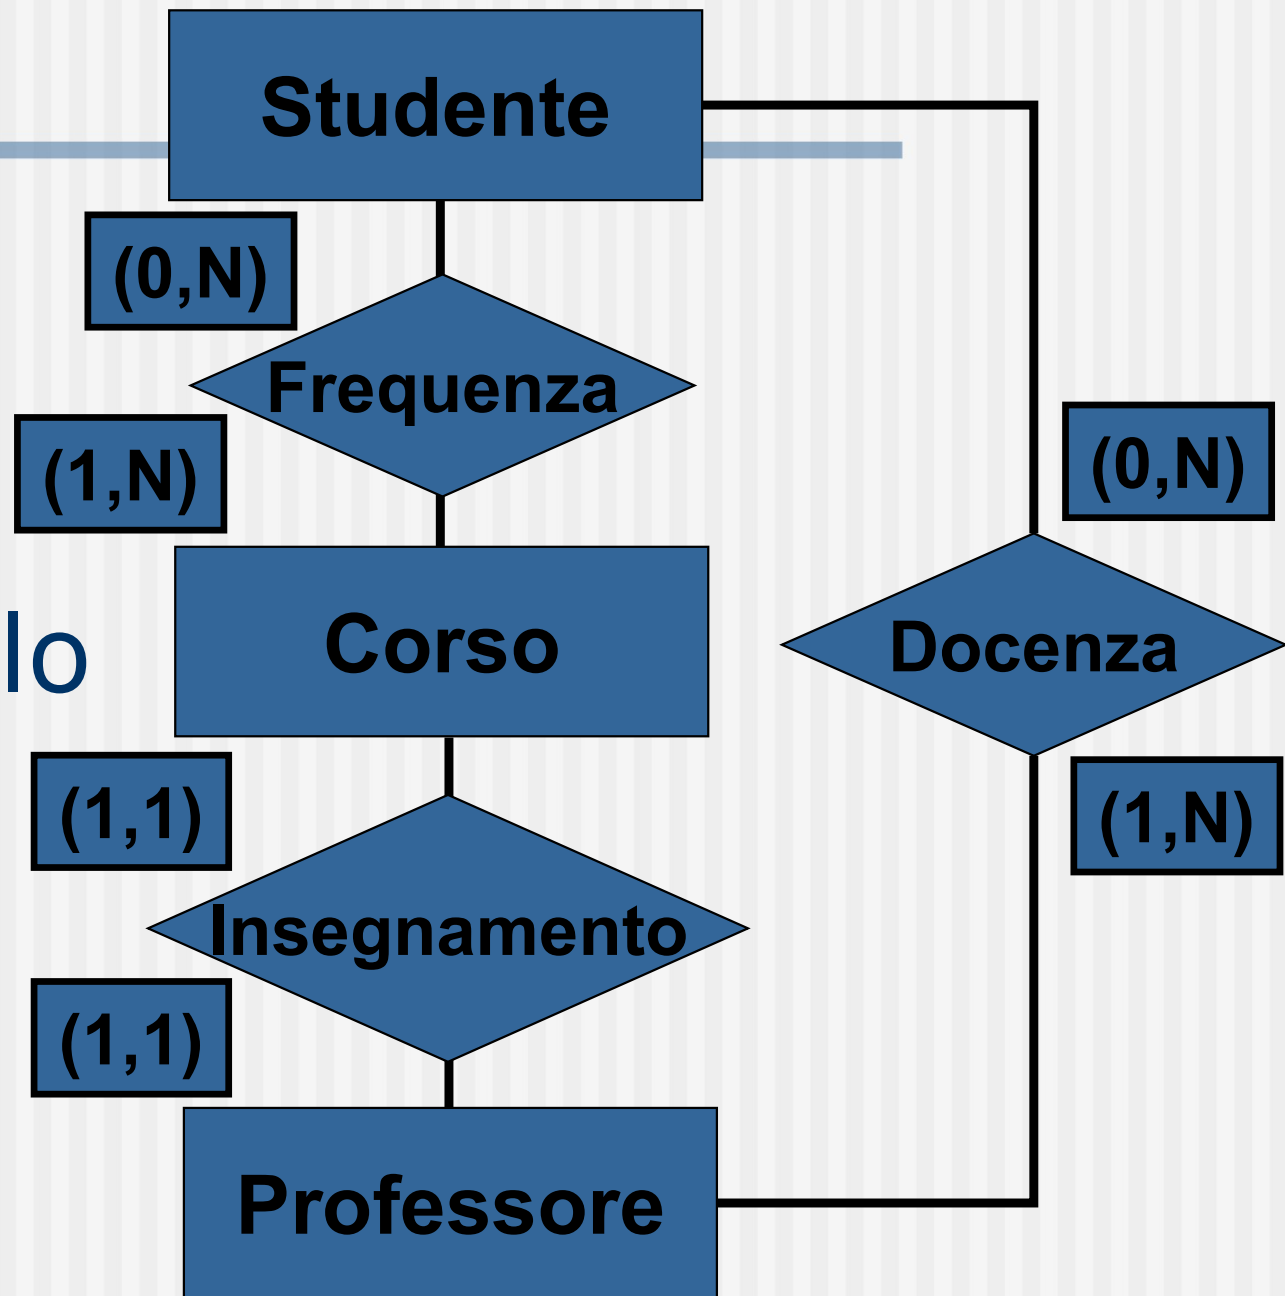 Studente
(0,N)
Frequenza
(1,N)
(0,N)
lo
Corso
Docenza
(1,1)
(1,N)
Insegnamento
(1,1)
Professore